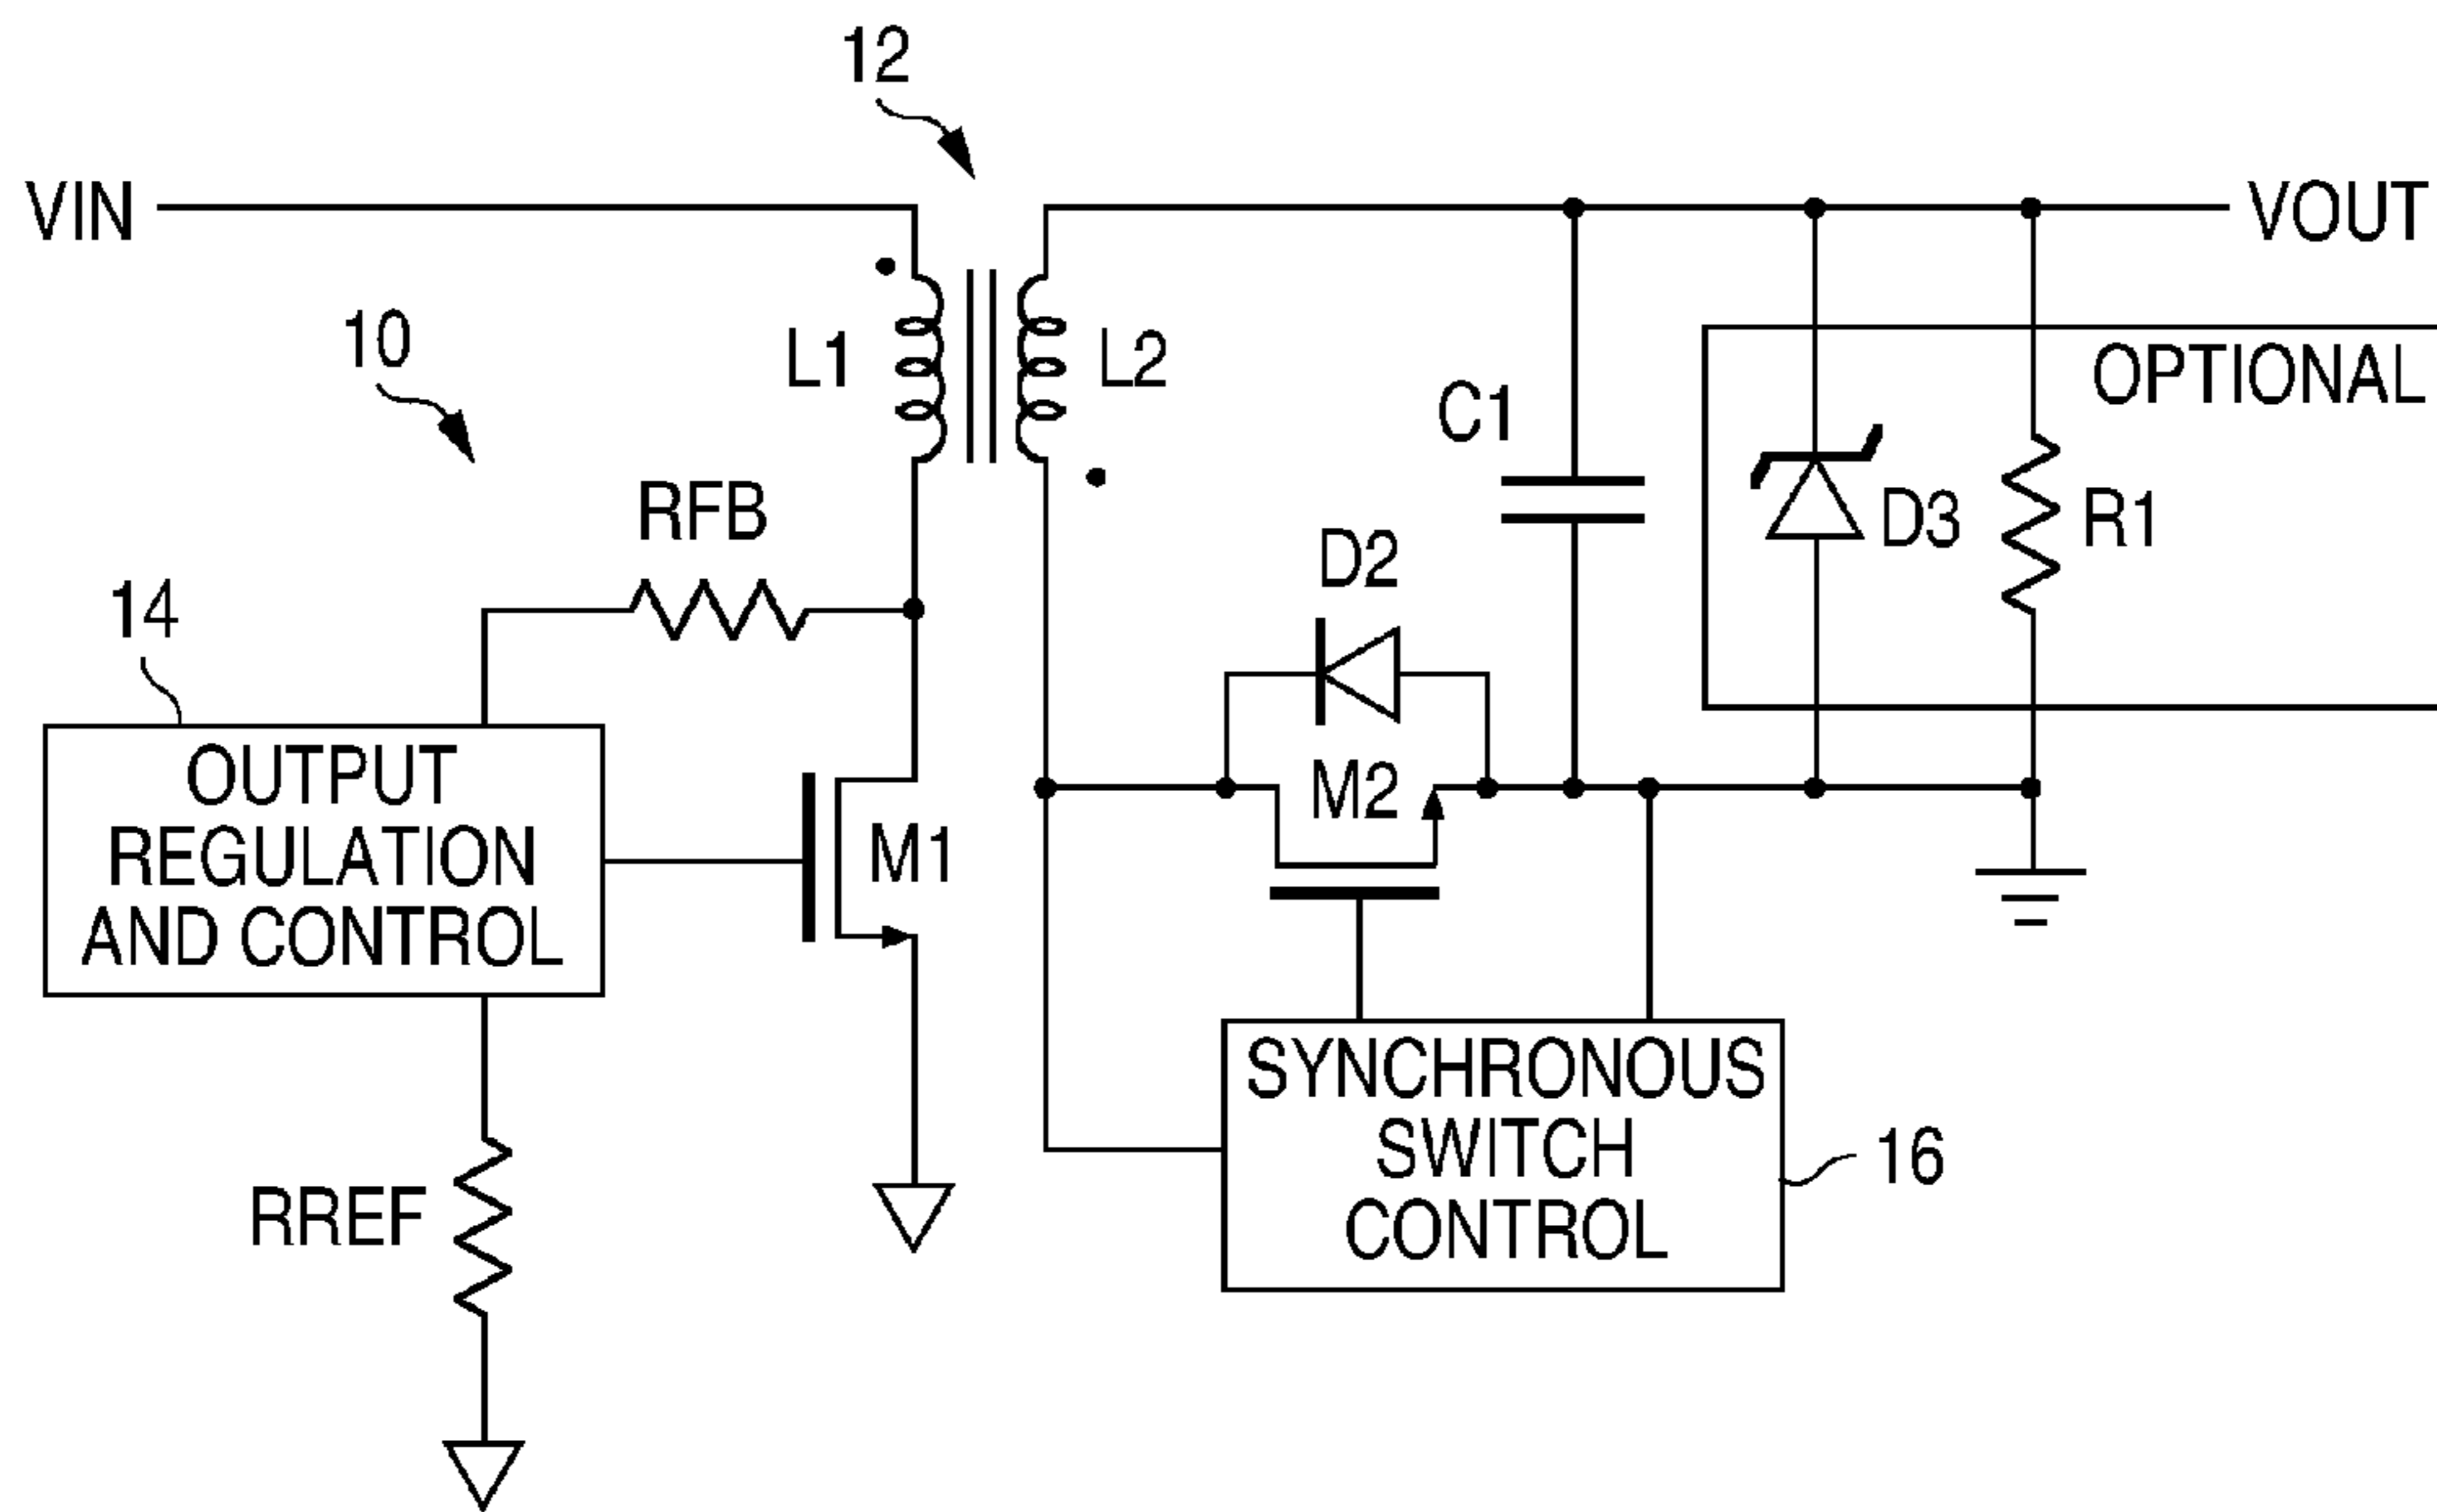 12
VIN
VOUT
10
L1
L2
OPTIONAL
C1
RFB
D3
R1
D2
14
M2
OUTPUT
REGULATION
AND CONTROL
M1
SYNCHRONOUS
SWITCH
CONTROL
16
RREF